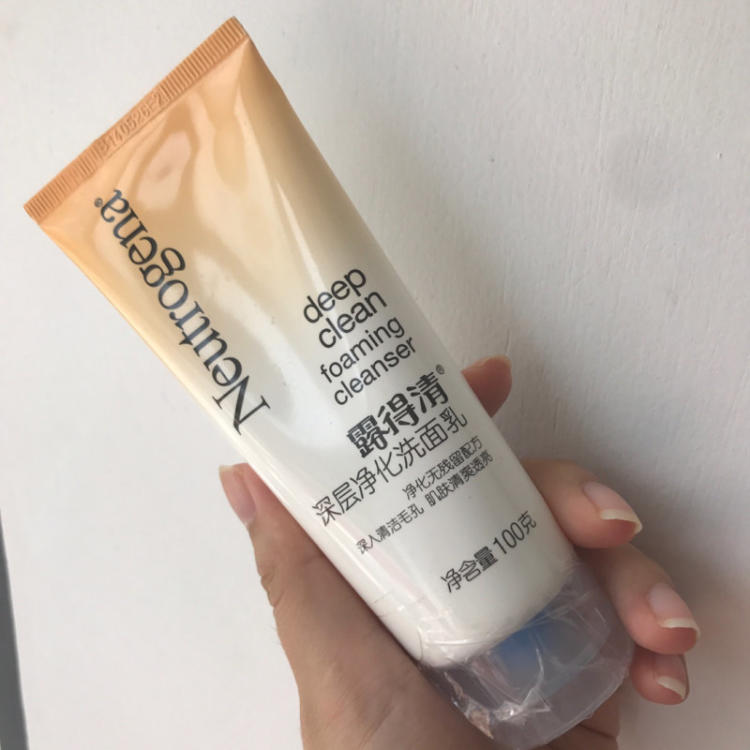 Neutrogena®
deep
clean
foaming
cleanser
露得清®
深层净化洗面乳
净化无残留配方
深入清洁毛孔 肌肤清爽透亮
净含量 100克